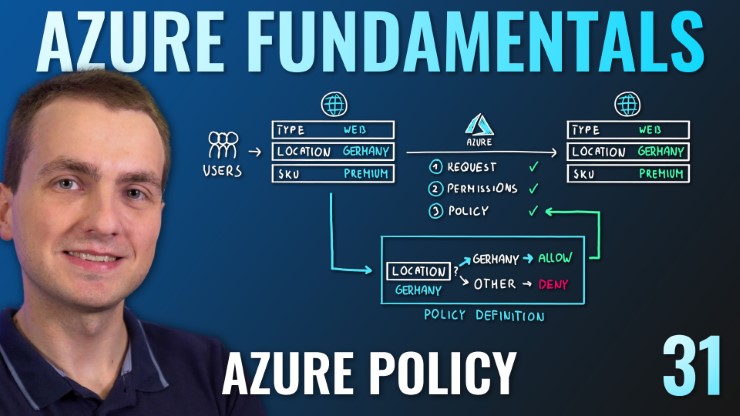 AZURE FUNDAMENTALS
USERS
TYPE WEB
LOCATION GERMANY
SKU PREMIUM
AZURE
1 REQUEST ✓
2 PERMISSIONS ✓
3 POLICY ✓
TYPE WEB
LOCATION GERMANY
SKU PREMIUM
LOCATION ?
GERMANY
GERMANY → ALLOW
OTHER → DENY
POLICY DEFINITION
AZURE POLICY
31